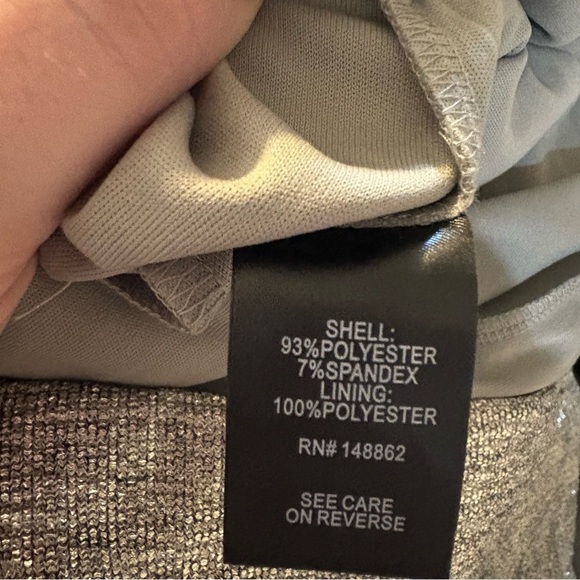 SHELL:
93%POLYESTER
7%SPANDEX
LINING:
100%POLYESTER
RN# 148862
SEE CARE
ON REVERSE